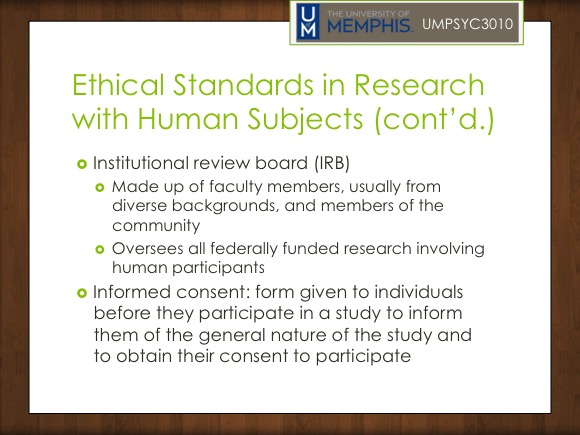 UM
THE UNIVERSITY OF
MEMPHIS.
UMPSYC3010
Ethical Standards in Research
with Human Subjects (cont’d.)
Institutional review board (IRB)
Made up of faculty members, usually from
diverse backgrounds, and members of the
community
Oversees all federally funded research involving
human participants
Informed consent: form given to individuals
before they participate in a study to inform
them of the general nature of the study and
to obtain their consent to participate